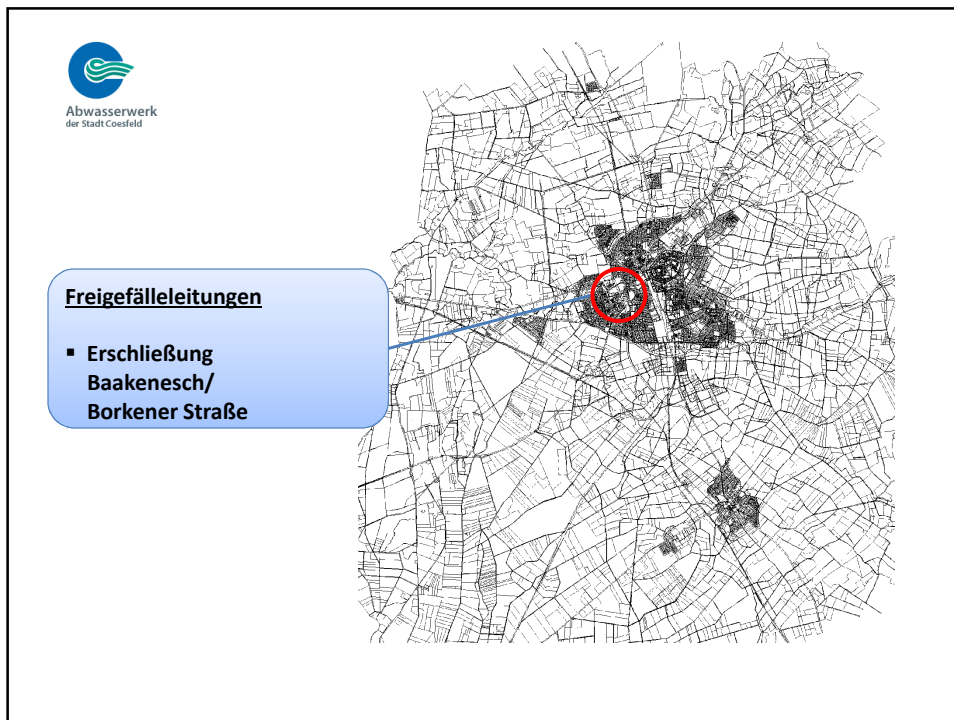 Abwasserwerk
der Stadt Coesfeld
Freigefälleleitungen
▪ Erschließung
Baakenesch/
Borkener Straße